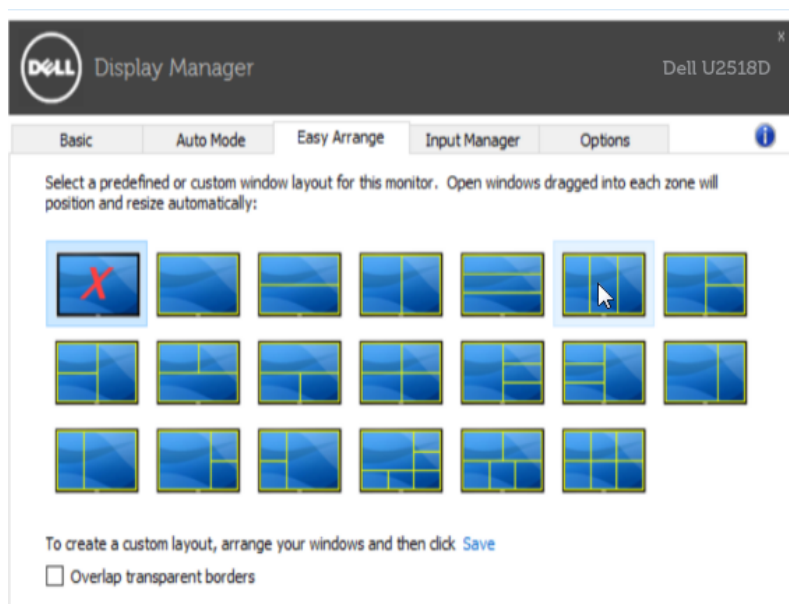 X
DELL Display Manager Dell U2518D
Basic Auto Mode Easy Arrange Input Manager Options i
Select a predefined or custom window layout for this monitor. Open windows dragged into each zone will
position and resize automatically:
X
To create a custom layout, arrange your windows and then click Save
Overlap transparent borders